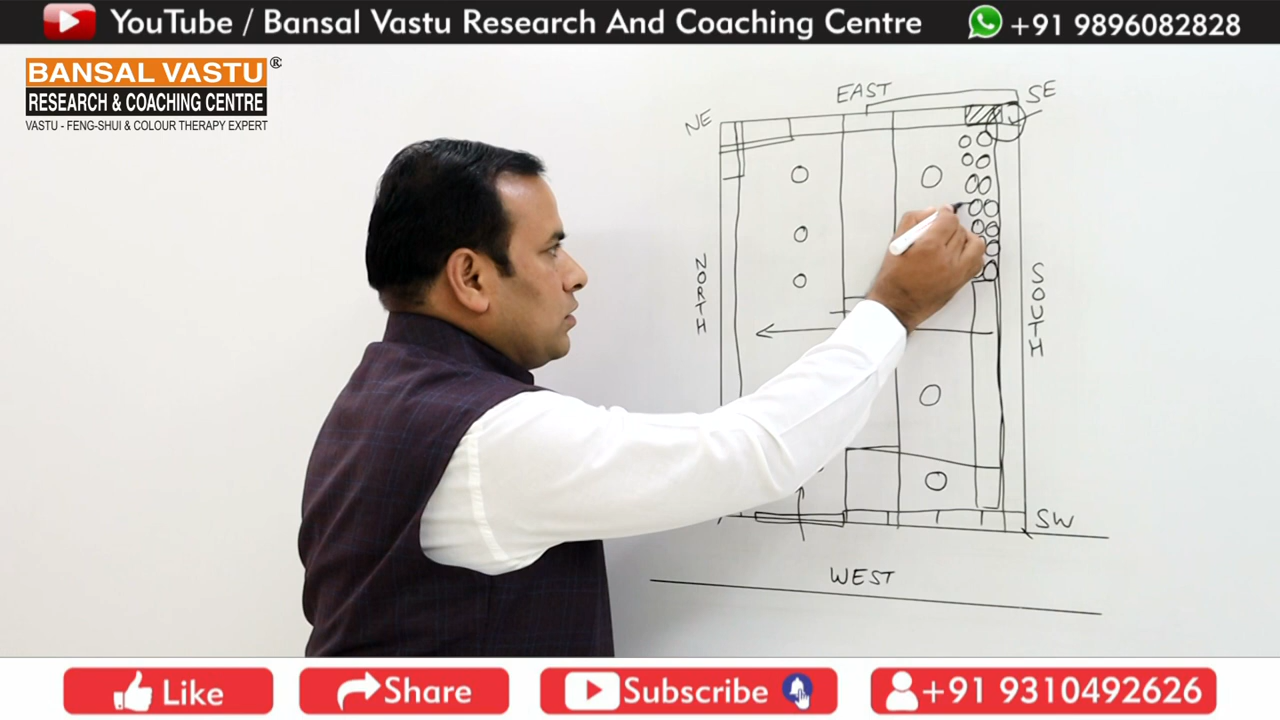 YouTube / Bansal Vastu Research And Coaching Centre
+91 9896082828
BANSAL VASTU®
RESEARCH & COACHING CENTRE
VASTU - FENG-SHUI & COLOUR THERAPY EXPERT
EAST
NE
SE
NORTH
SOUTH
SW
WEST
Like
Share
Subscribe
+91 9310492626